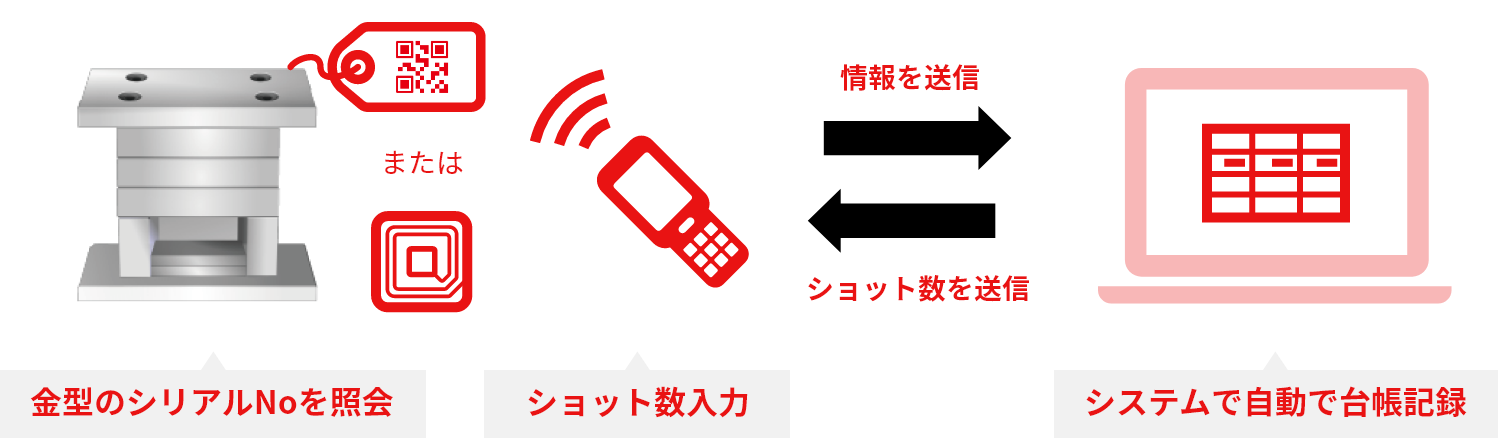 または
情報を送信
ショット数を送信
金型のシリアルNoを照会
ショット数入力
システムで自動で台帳記録